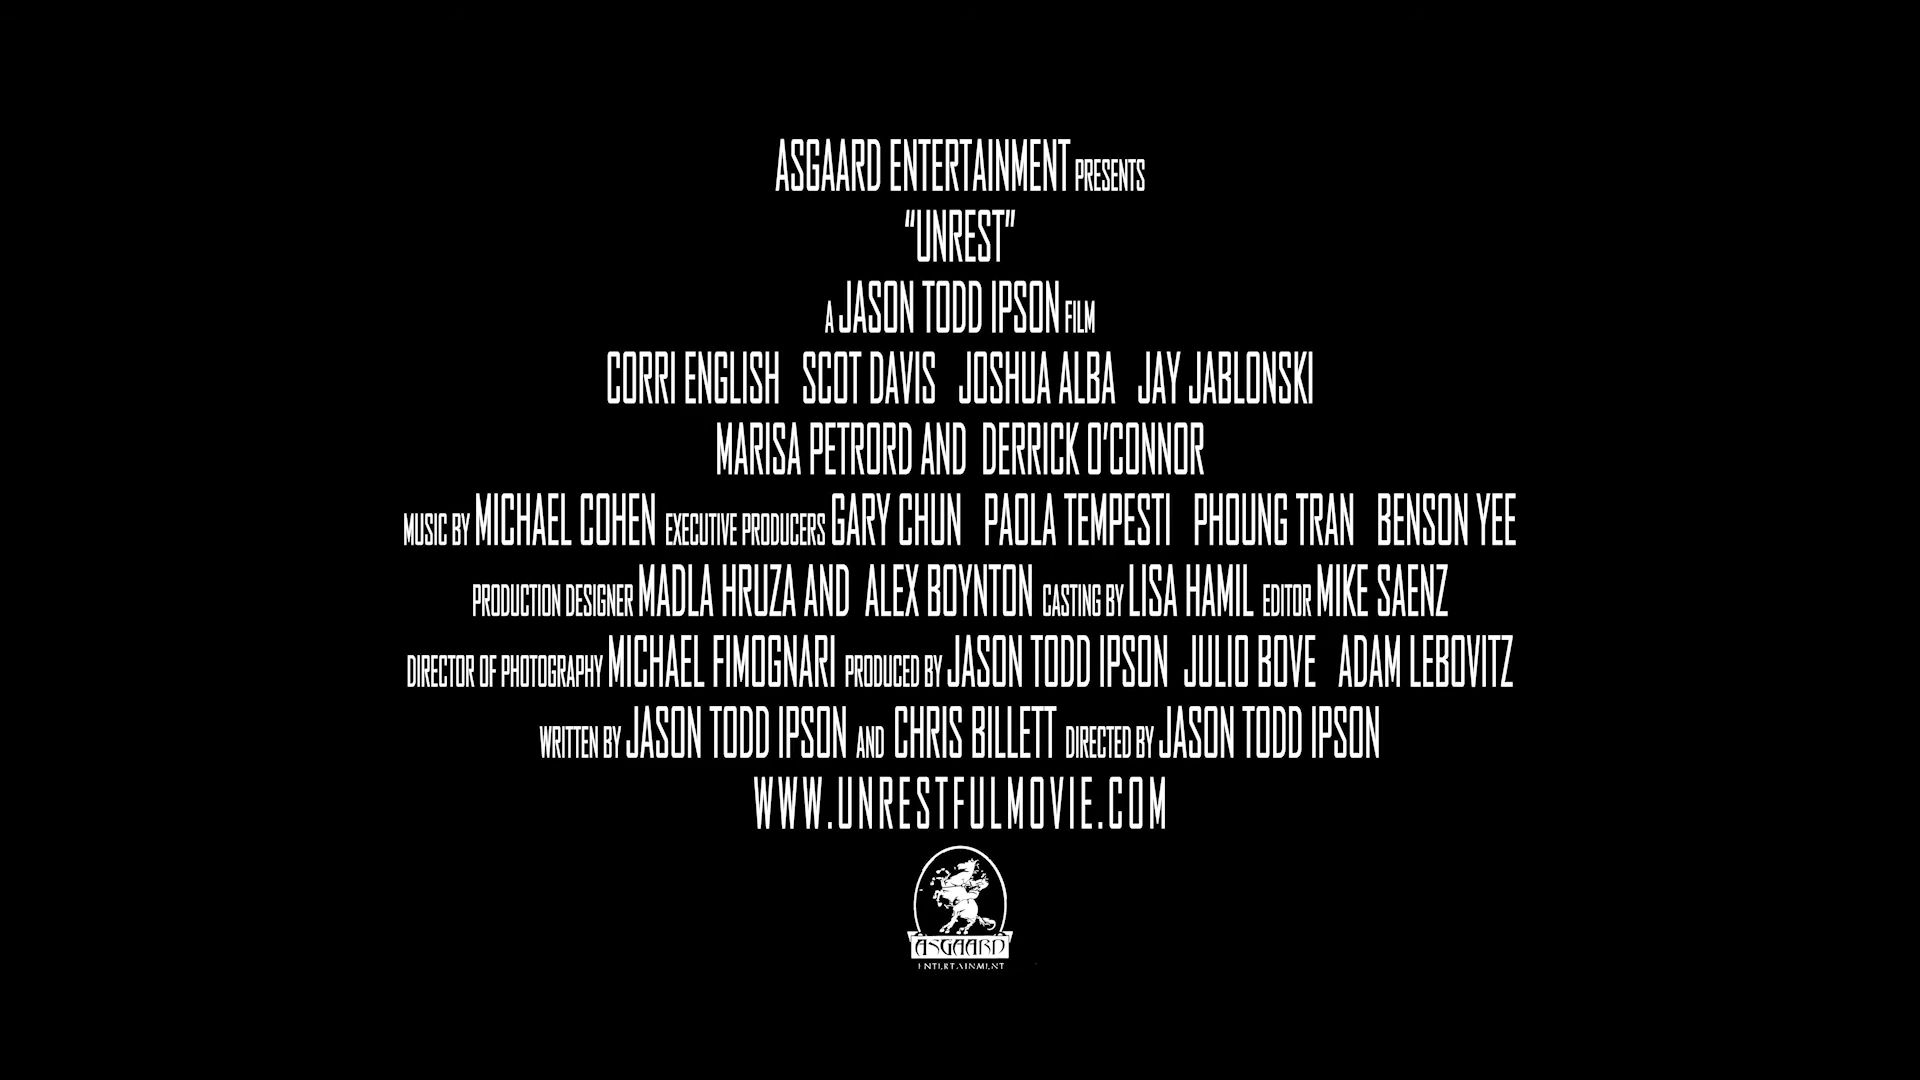 ASGAARD ENTERTAINMENT PRESENTS
“UNREST”
A JASON TODD IPSON FILM
CORRI ENGLISH SCOT DAVIS JOSHUA ALBA JAY JABLONSKI
MARISA PETRORD AND DERRICK O’CONNOR
MUSIC BY MICHAEL COHEN EXECUTIVE PRODUCERS GARY CHUN PAOLA TEMPESTI PHOUNG TRAN BENSON YEE
PRODUCTION DESIGNER MADLA HRUZA AND ALEX BOYNTON CASTING BY LISA HAMIL EDITOR MIKE SAENZ
DIRECTOR OF PHOTOGRAPHY MICHAEL FIMOGNARI PRODUCED BY JASON TODD IPSON JULIO BOVE ADAM LEBOVITZ
WRITTEN BY JASON TODD IPSON AND CHRIS BILLETT DIRECTED BY JASON TODD IPSON
WWW.UNRESTFULMOVIE.COM
ASGAARD
ENTERTAINMENT